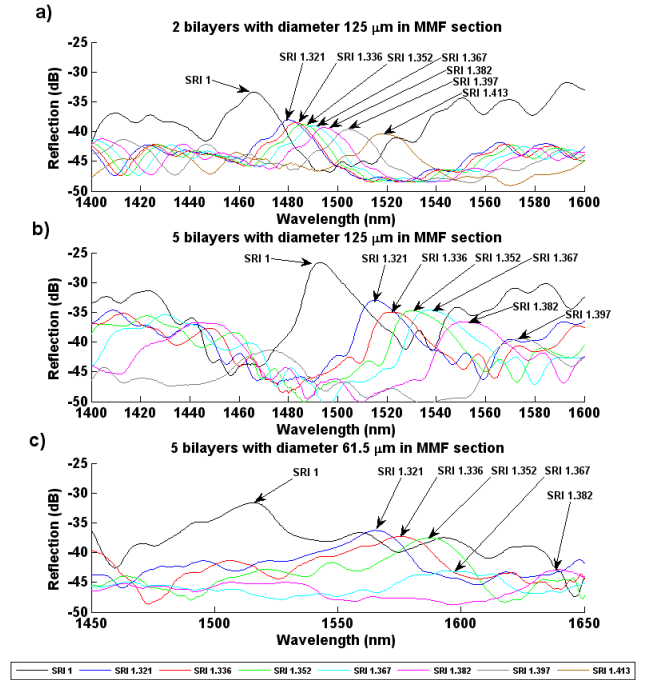 a)
2 bilayers with diameter 125 μm in MMF section
SRI 1.321
SRI 1.336
SRI 1.352
SRI 1.367
SRI 1.382
SRI 1.397
SRI 1.413
SRI 1
Reflection (dB)
-25
-30
-35
-40
-45
-50
1400 1420 1440 1460 1480 1500 1520 1540 1560 1580 1600
Wavelength (nm)
b)
5 bilayers with diameter 125 μm in MMF section
SRI 1
SRI 1.321
SRI 1.336
SRI 1.352
SRI 1.367
SRI 1.382
SRI 1.397
Reflection (dB)
-25
-30
-35
-40
-45
-50
1400 1420 1440 1460 1480 1500 1520 1540 1560 1580 1600
Wavelength (nm)
c)
5 bilayers with diameter 61.5 μm in MMF section
SRI 1
SRI 1.321
SRI 1.336
SRI 1.352
SRI 1.367
SRI 1.382
Reflection (dB)
-25
-30
-35
-40
-45
-50
1450 1500 1550 1600 1650
Wavelength (nm)
SRI 1 SRI 1.321 SRI 1.336 SRI 1.352 SRI 1.367 SRI 1.382 SRI 1.397 SRI 1.413